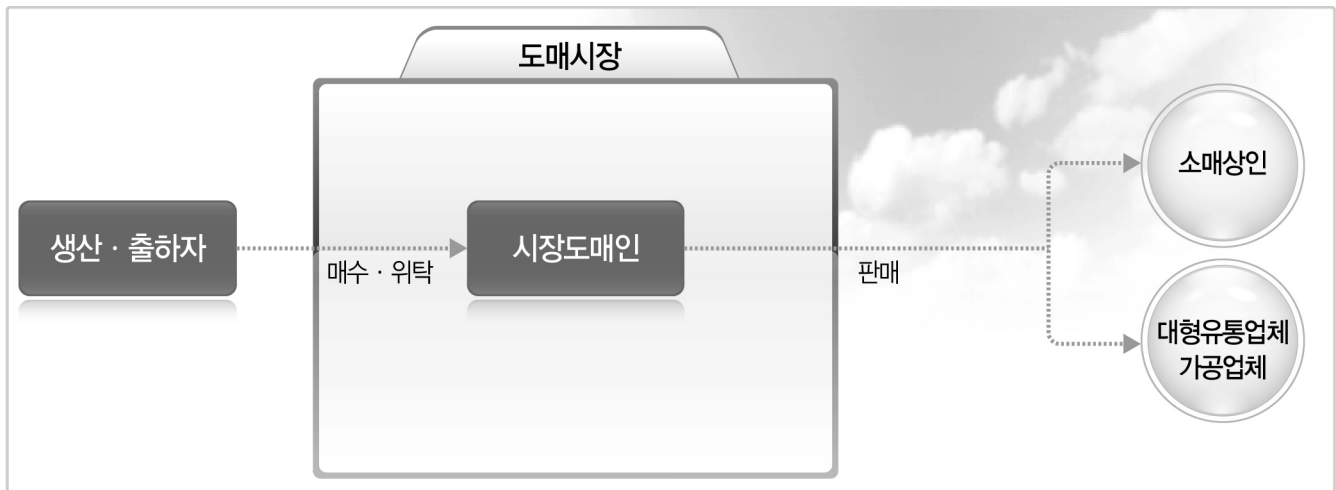 도매시장
생산 · 출하자
매수 · 위탁
시장도매인
판매
소매상인
대형유통업체
가공업체